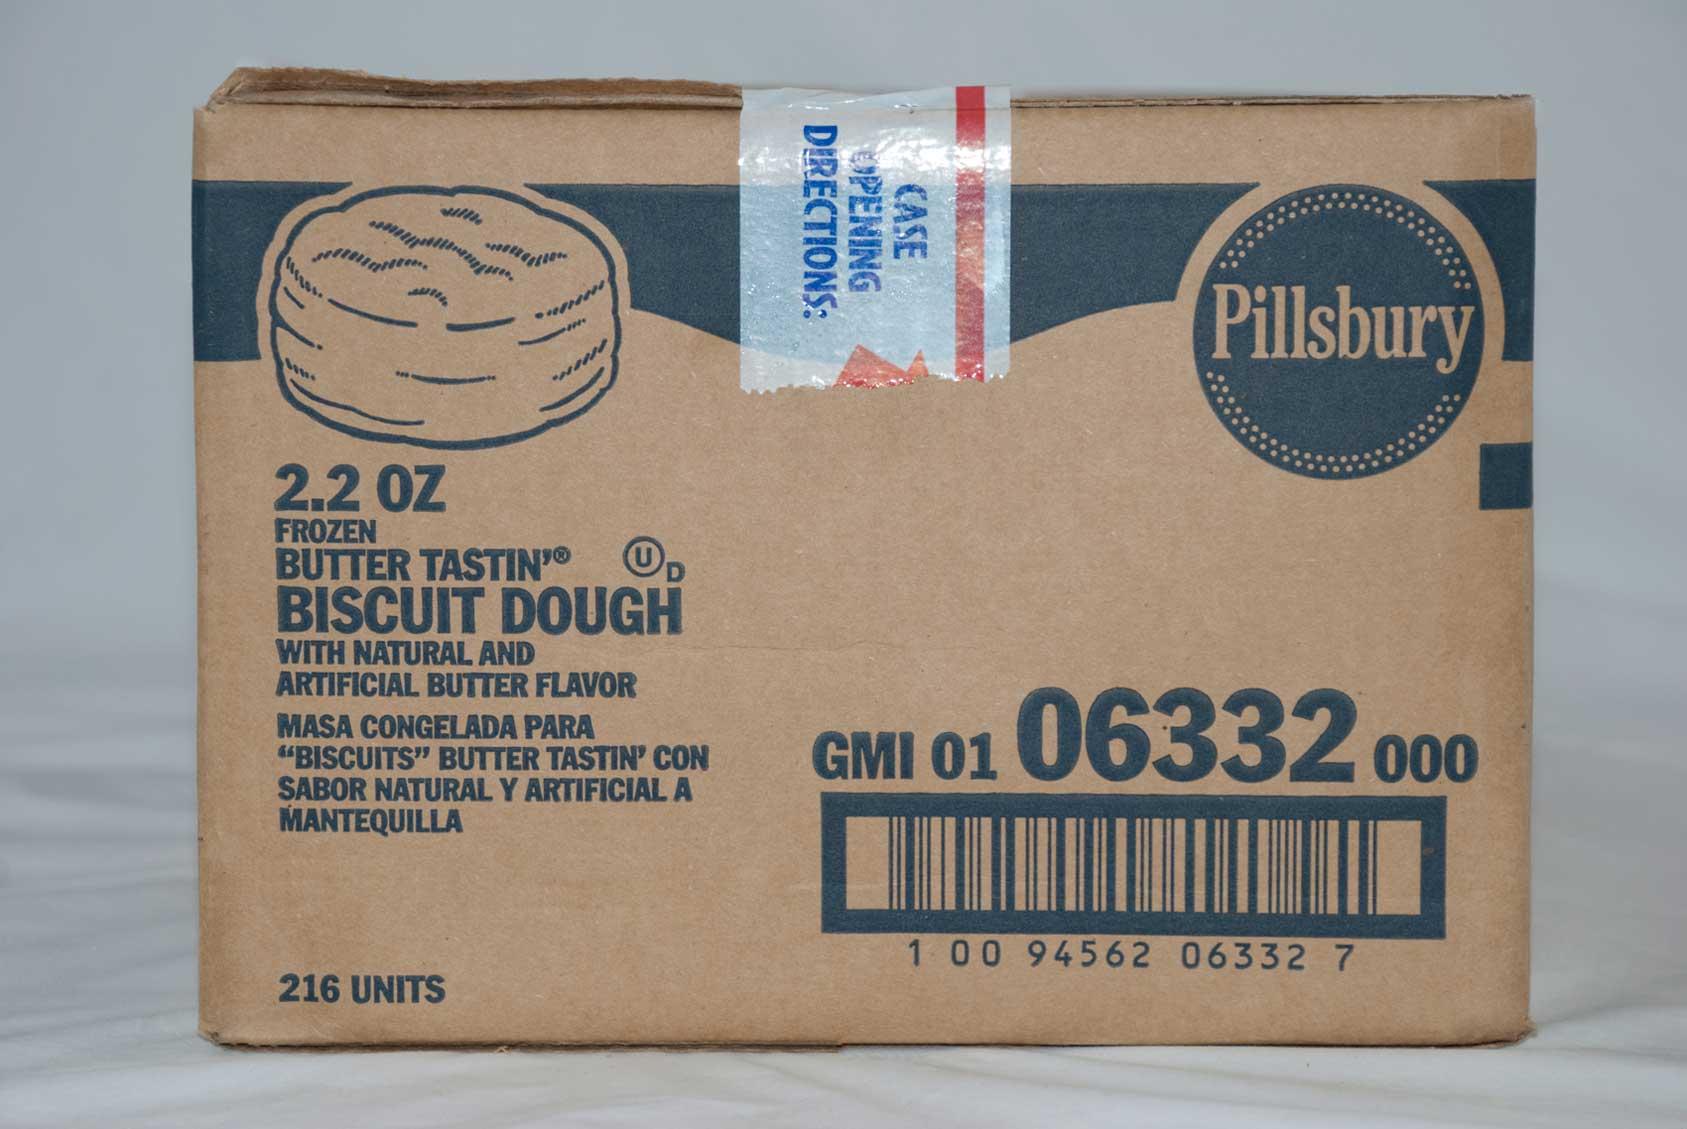 CASE
OPENING
DIRECTIONS:
Pillsbury
2.2 OZ
FROZEN
BUTTER TASTIN'®
U D
BISCUIT DOUGH
WITH NATURAL AND
ARTIFICIAL BUTTER FLAVOR
MASA CONGELADA PARA
“BISCUITS” BUTTER TASTIN' CON
SABOR NATURAL Y ARTIFICIAL A
MANTEQUILLA
216 UNITS
GMI 01 06332 000
1 00 94562 06332 7